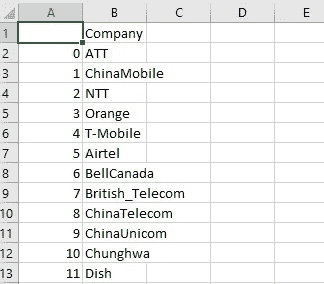 A B C D E
1 Company
2 0 ATT
3 1 ChinaMobile
4 2 NTT
5 3 Orange
6 4 T-Mobile
7 5 Airtel
8 6 BellCanada
9 7 British_Telecom
10 8 ChinaTelecom
11 9 ChinaUnicom
12 10 Chunghwa
13 11 Dish